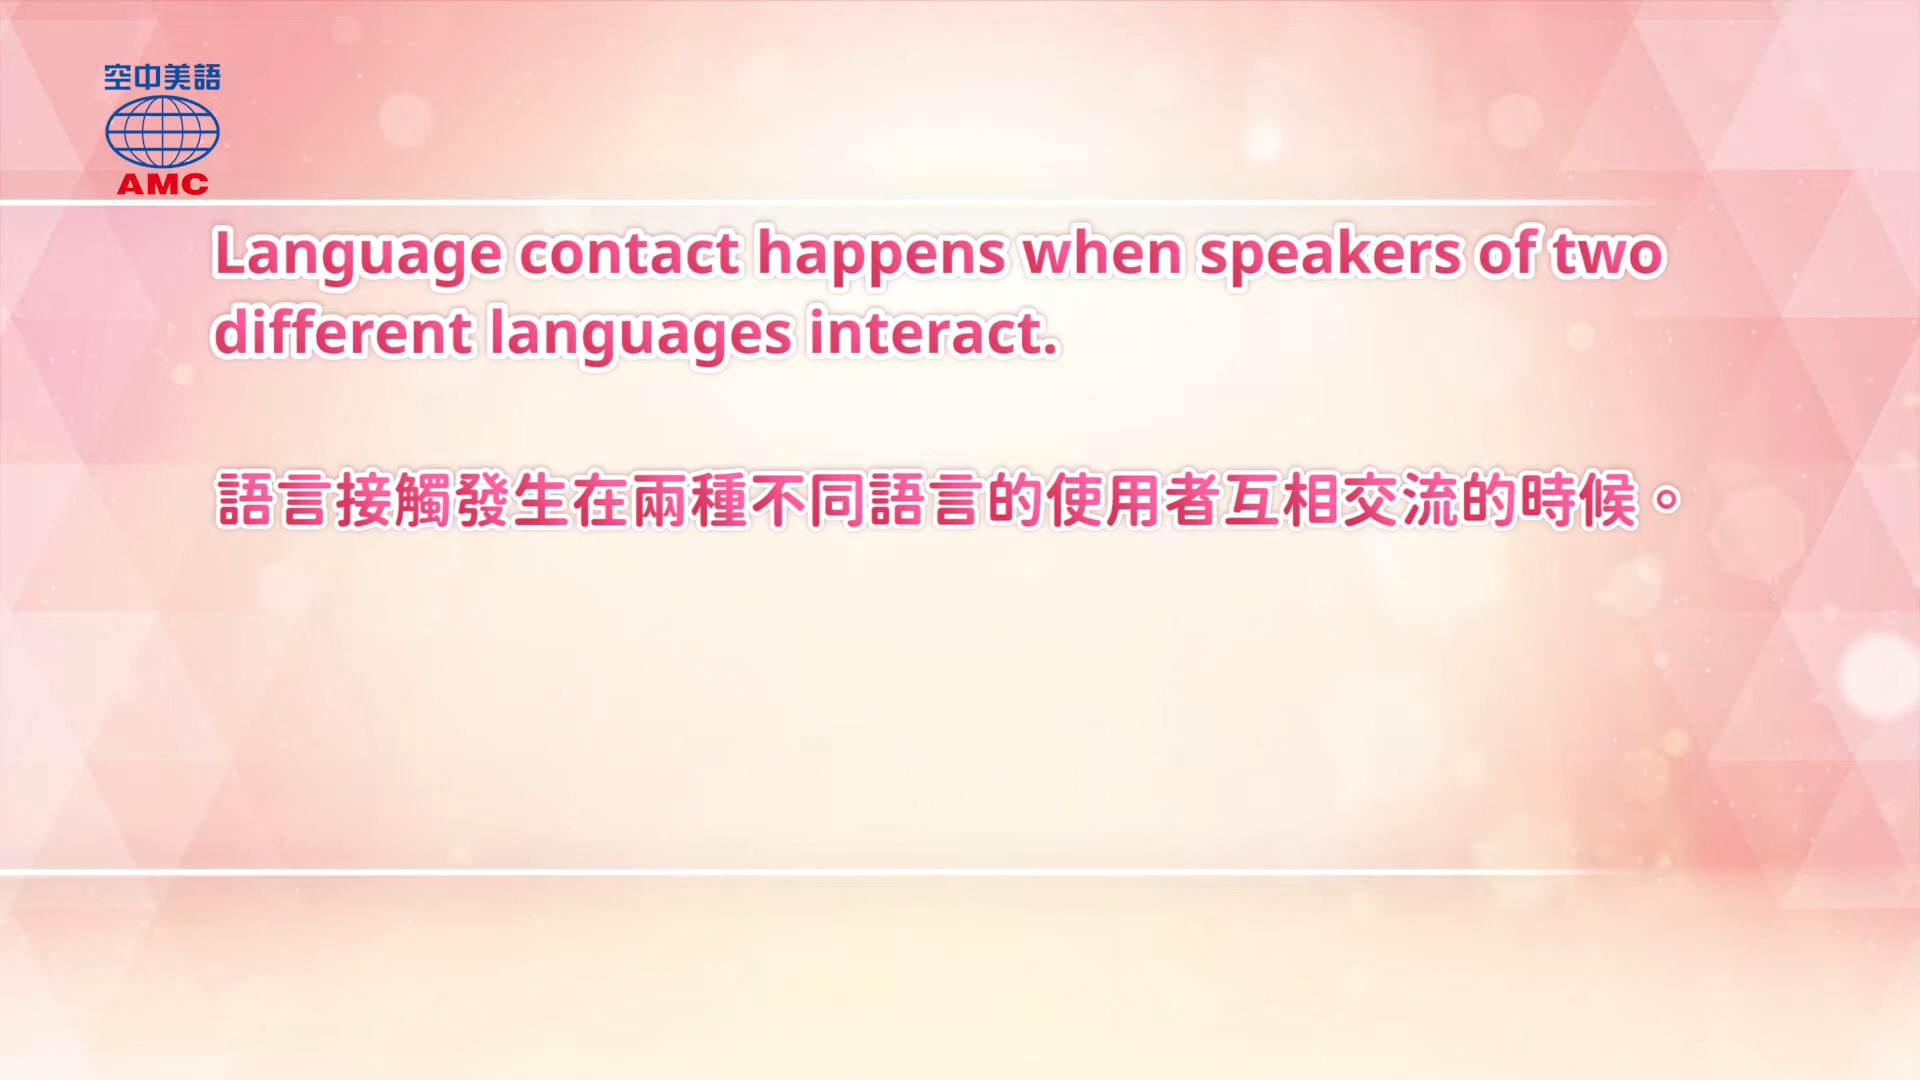 空中美語
AMC
Language contact happens when speakers of two
different languages interact.
語言接觸發生在兩種不同語言的使用者互相交流的時候。